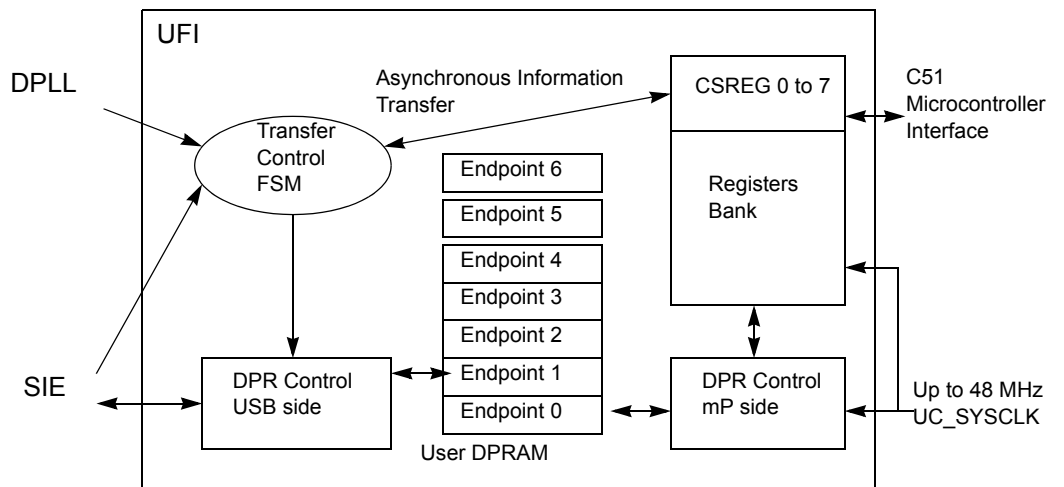 UFI
DPLL
Asynchronous Information
Transfer
CSREG 0 to 7
C51
Microcontroller
Interface
Transfer
Control
FSM
Registers
Bank
Endpoint 6
Endpoint 5
Endpoint 4
Endpoint 3
Endpoint 2
Endpoint 1
Endpoint 0
User DPRAM
SIE
DPR Control
USB side
DPR Control
mP side
Up to 48 MHz
UC_SYSCLK